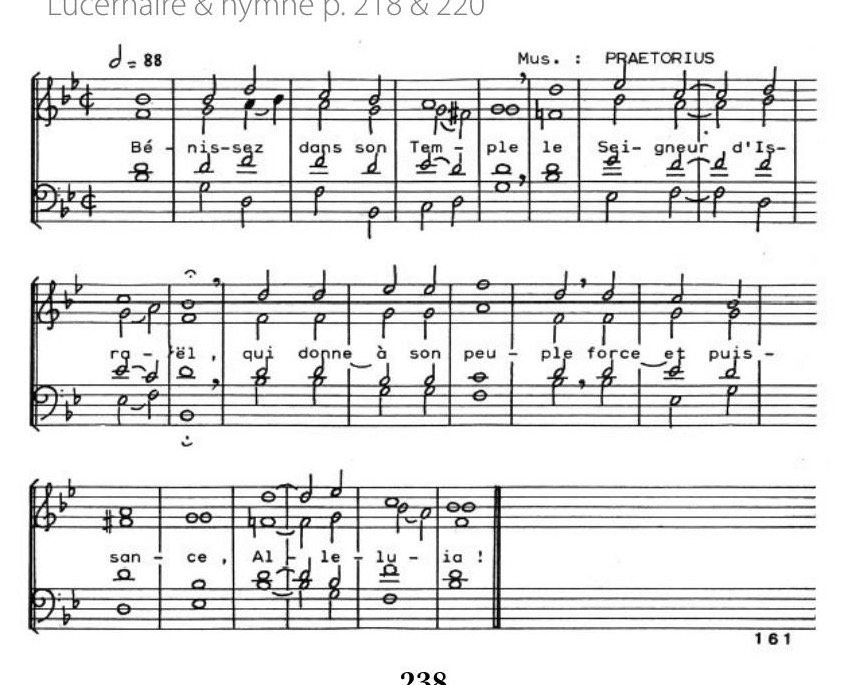 Lucernaire & hymne p. 218 & 220
= 88
Mus. : PRAETORIUS
Bé - nis-sez dans son Tem - ple le Sei- gneur d'Is-
ra - ël , qui donne à son peu - ple force et puis -
san - ce , Al - le - lu - ia !
161
238